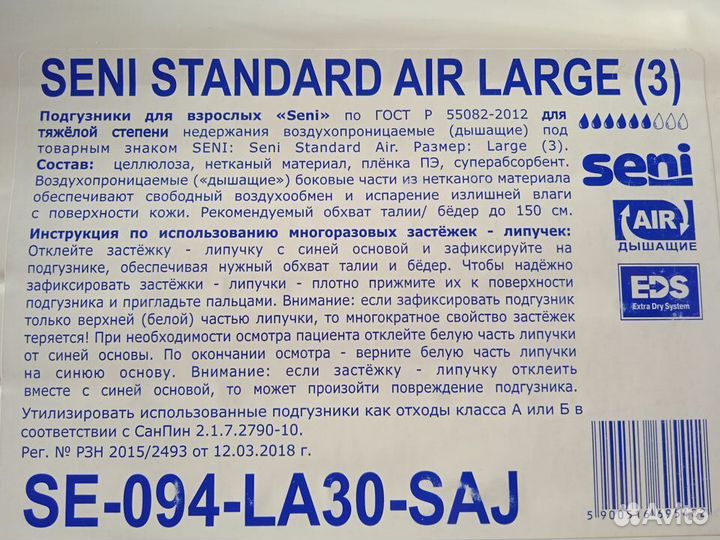 SENI STANDARD AIR LARGE (3)
Подгузники для взрослых «Seni» по ГОСТ Р 55082-2012 для
тяжёлой степени недержания воздухопроницаемые (дышащие) под
товарным знаком SENI: Seni Standard Air. Размер: Large (3).
Состав: целлюлоза, нетканый материал, плёнка ПЭ, суперабсорбент.
Воздухопроницаемые («дышащие») боковые части из нетканого материала
обеспечивают свободный воздухообмен и испарение излишней влаги
с поверхности кожи. Рекомендуемый обхват талии/ бёдер до 150 см.
seni
AIR
ДЫШАЩИЕ
EDS
Extra Dry System
Инструкция по использованию многоразовых застёжек - липучек:
Отклейте застёжку - липучку с синей основой и зафиксируйте на
подгузнике, обеспечивая нужный обхват талии и бёдер. Чтобы надёжно
зафиксировать застёжки - липучки - плотно прижмите их к поверхности
подгузника и пригладьте пальцами. Внимание: если зафиксировать подгузник
только верхней (белой) частью липучки, то многократное свойство застёжек
теряется! При необходимости осмотра пациента отклейте белую часть липучки
от синей основы. По окончании осмотра - верните белую часть липучки
на синюю основу. Внимание: если застёжку - липучку отклеить
вместе с синей основой, то может произойти повреждение подгузника.
Утилизировать использованные подгузники как отходы класса А или Б в
соответствии с СанПин 2.1.7.2790-10.
Рег. № РЗН 2015/2493 от 12.03.2018 г.
SE-094-LA30-SAJ
Avito